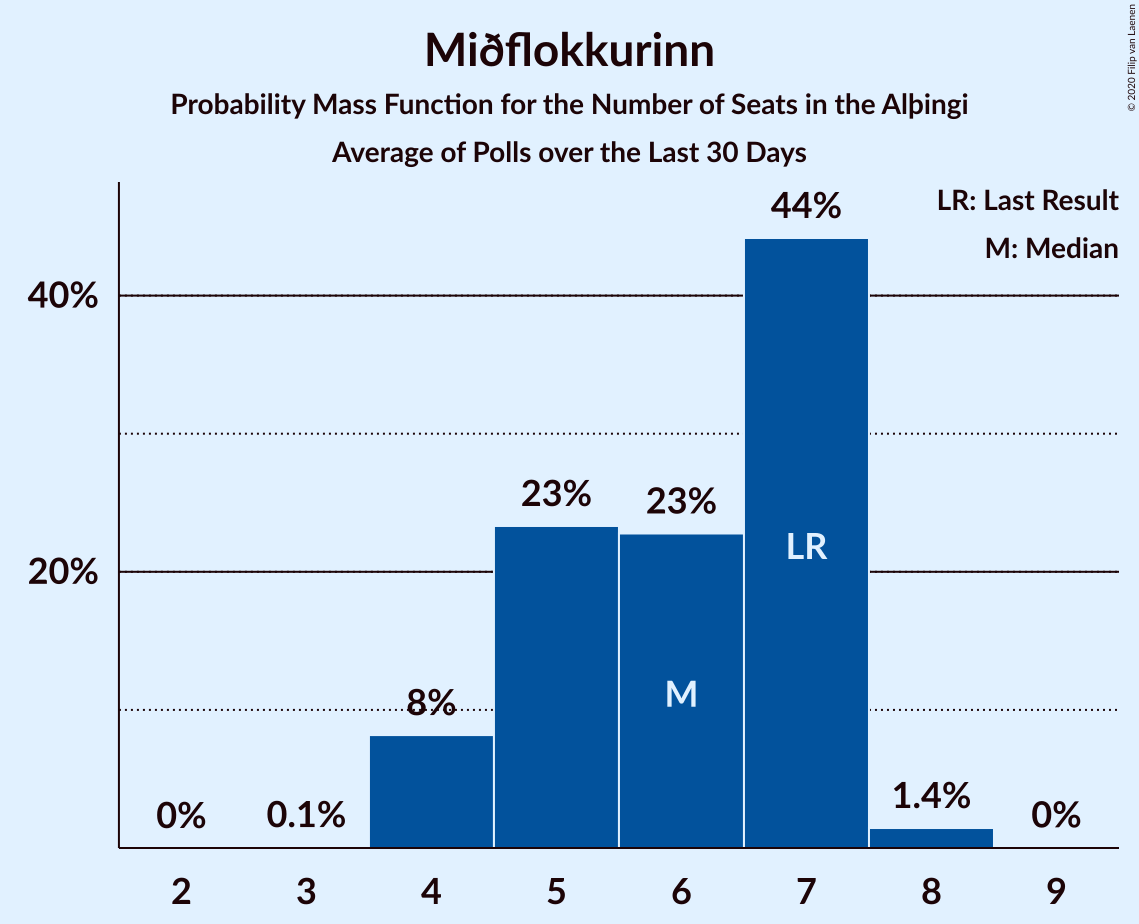 Miðflokkurinn
Probability Mass Function for the Number of Seats in the Alþingi
Average of Polls over the Last 30 Days
© 2020 Filip van Laenen
LR: Last Result
M: Median
44%
40%
23%
23%
LR
20%
M
8%
0%
0.1%
1.4%
0%
2 3 4 5 6 7 8 9